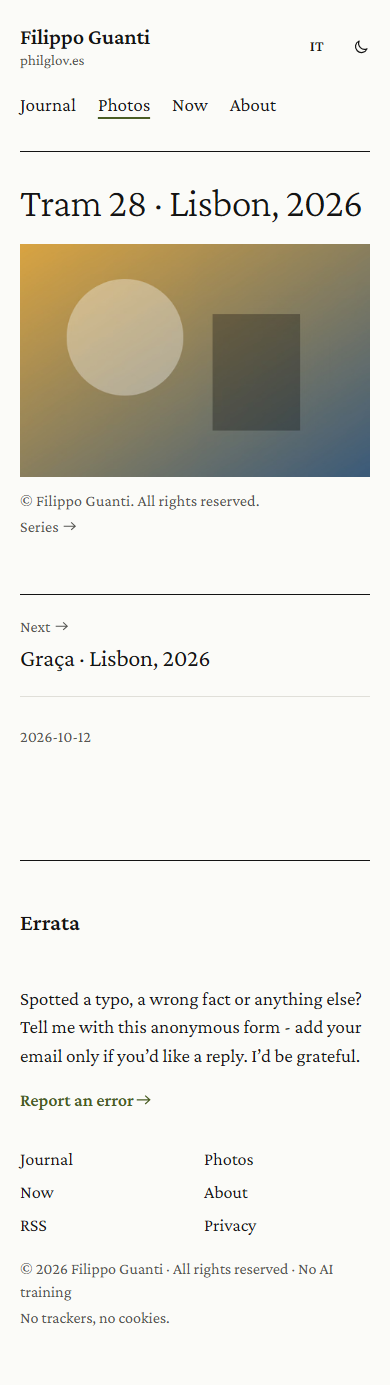 Filippo Guanti
philglov.es
IT
Journal Photos Now About
Tram 28 · Lisbon, 2026
© Filippo Guanti. All rights reserved.
Series →
Next →
Graça · Lisbon, 2026
2026-10-12
Errata
Spotted a typo, a wrong fact or anything else?
Tell me with this anonymous form - add your
email only if you’d like a reply. I’d be grateful.
Report an error →
Journal Photos
Now About
RSS Privacy
© 2026 Filippo Guanti · All rights reserved · No AI
training
No trackers, no cookies.